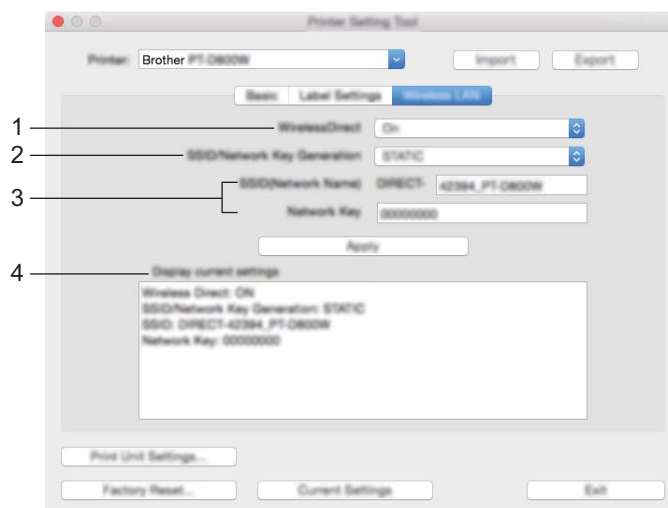 Printer Setting Tool
Printer: Brother PT-D800W
Import Export
Basic Label Settings Wireless LAN
1 WirelessDirect On
2 SSID/Network Key Generation STATIC
3 SSID(Network Name) DIRECT- 42394_PT-D800W
Network Key 00000000
Apply
4 Display current settings
Wireless Direct: ON
SSID/Network Key Generation: STATIC
SSID: DIRECT-42394_PT-D800W
Network Key: 00000000
Print Unit Settings...
Factory Reset... Current Settings Exit